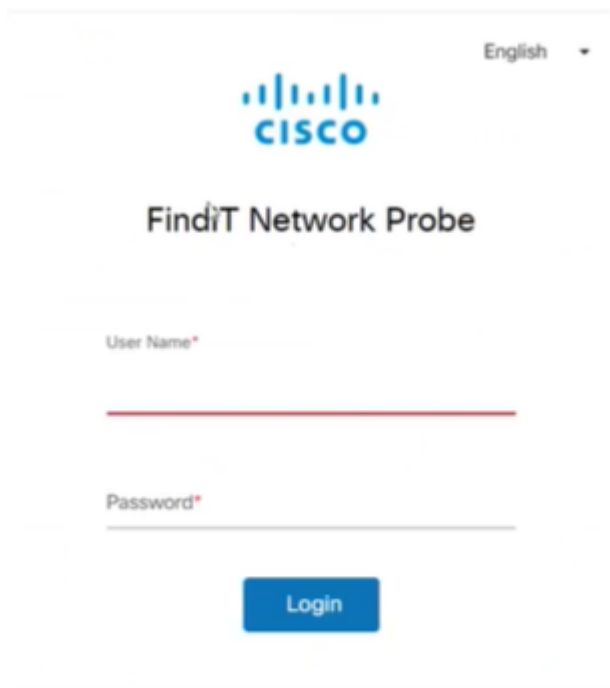 English
CISCO
FindIT Network Probe
User Name*
Password*
Login